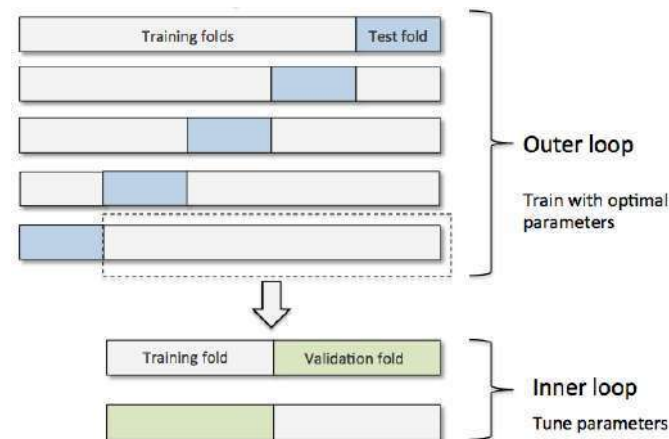 Training folds
Test fold
Outer loop
Train with optimal
parameters
Training fold
Validation fold
Inner loop
Tune parameters